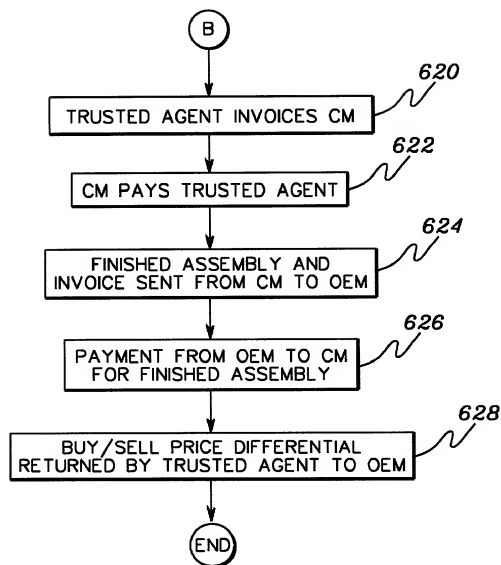 B
620
TRUSTED AGENT INVOICES CM
622
CM PAYS TRUSTED AGENT
624
FINISHED ASSEMBLY AND
INVOICE SENT FROM CM TO OEM
626
PAYMENT FROM OEM TO CM
FOR FINISHED ASSEMBLY
628
BUY/SELL PRICE DIFFERENTIAL
RETURNED BY TRUSTED AGENT TO OEM
END